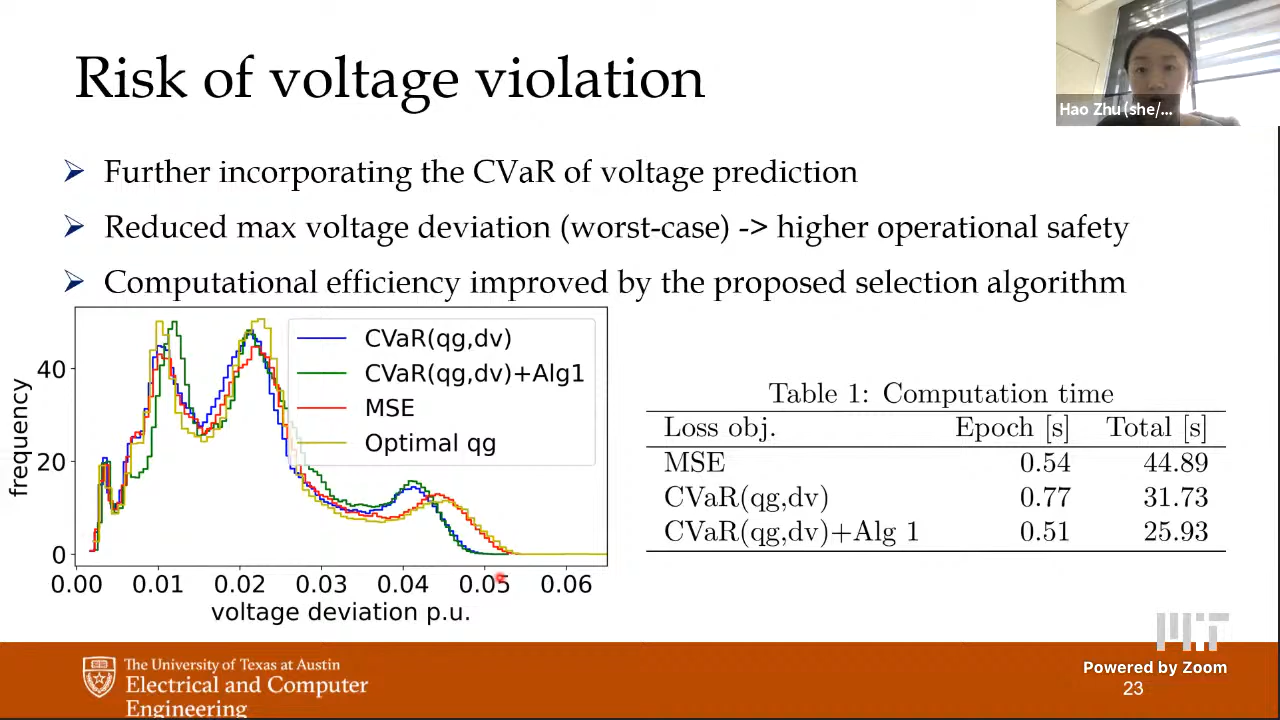 Risk of voltage violation
Hao Zhu (she/...
➢ Further incorporating the CVaR of voltage prediction
➢ Reduced max voltage deviation (worst-case) -> higher operational safety
➢ Computational efficiency improved by the proposed selection algorithm
CVaR(qg,dv)
CVaR(qg,dv)+Alg1
MSE
Optimal qg
40
20
0
frequency
0.00 0.01 0.02 0.03 0.04 0.05 0.06
voltage deviation p.u.
Table 1: Computation time
Loss obj. Epoch [s] Total [s]
MSE 0.54 44.89
CVaR(qg,dv) 0.77 31.73
CVaR(qg,dv)+Alg 1 0.51 25.93
MIT
Powered by Zoom
The University of Texas at Austin
Electrical and Computer
Engineering
23